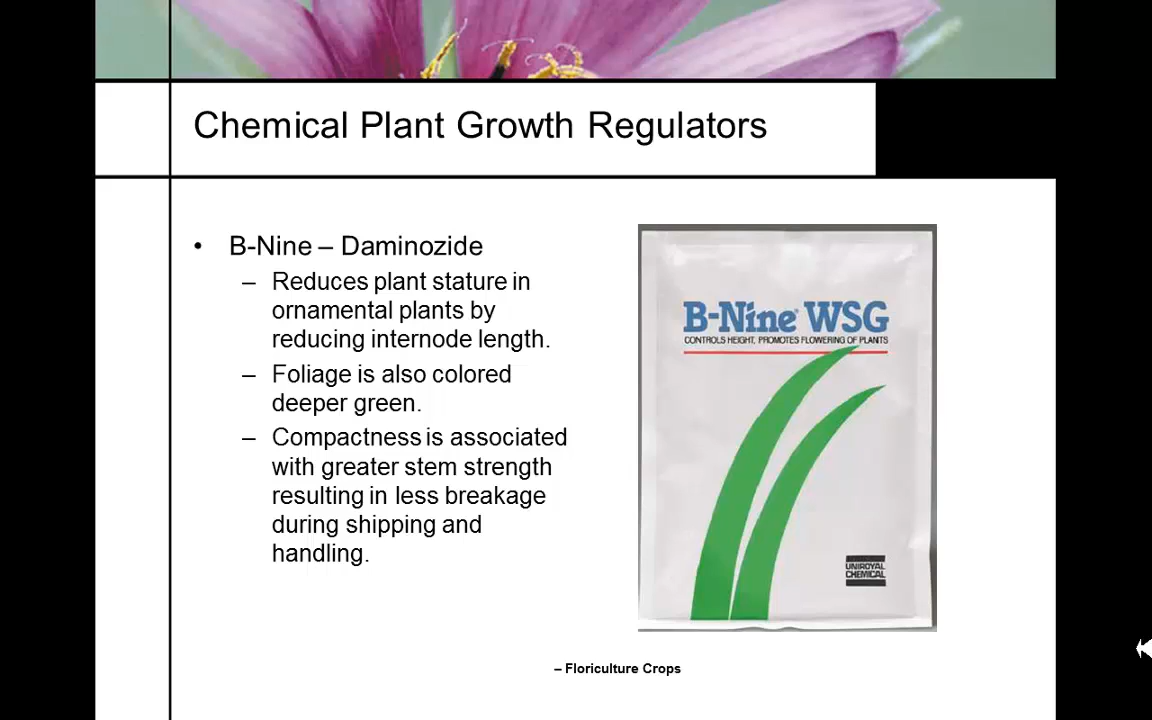 Chemical Plant Growth Regulators
• B-Nine – Daminozide
– Reduces plant stature in
ornamental plants by
reducing internode length.
– Foliage is also colored
deeper green.
– Compactness is associated
with greater stem strength
resulting in less breakage
during shipping and
handling.
B-Nine® WSG
CONTROLS HEIGHT, PROMOTES FLOWERING OF PLANTS
UNIROYAL
CHEMICAL
– Floriculture Crops